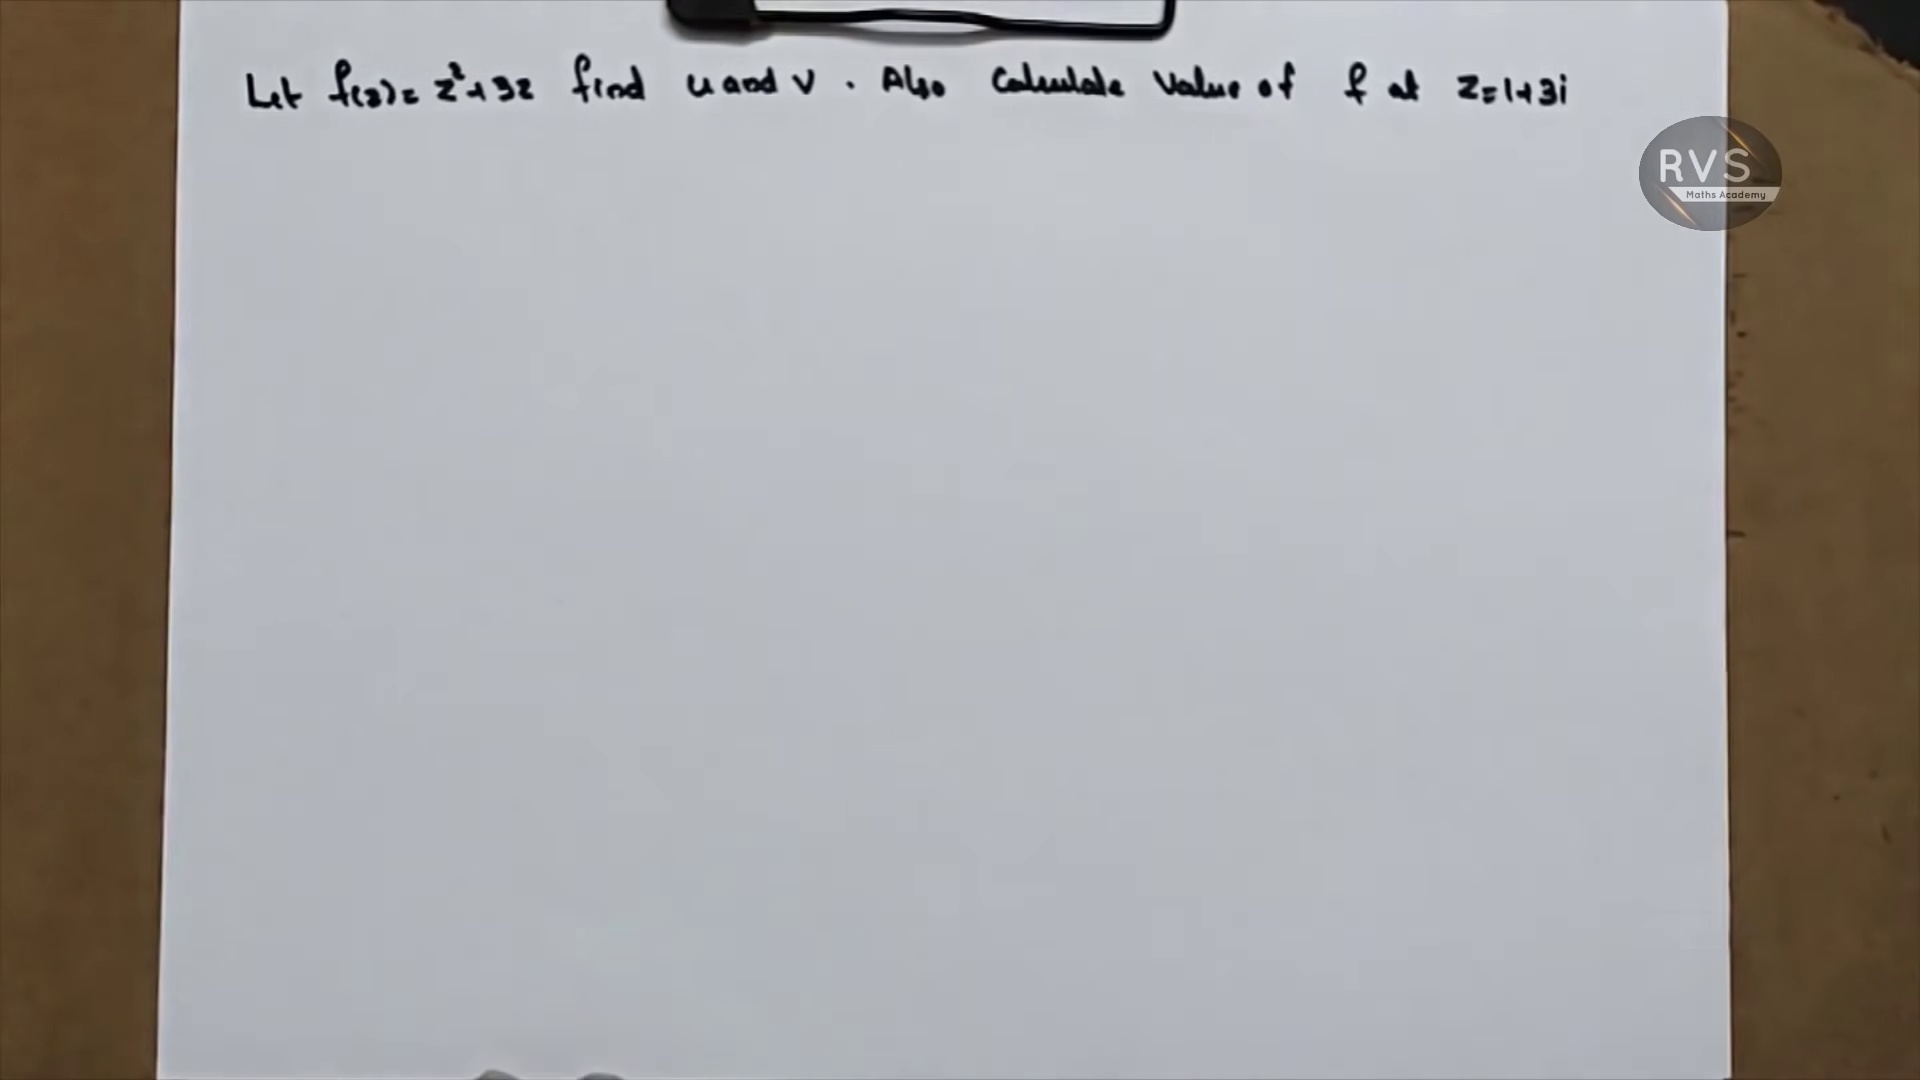 Let f(z)= z²+3z find u and v . Also Calculate Value of f at z=1+3i
RVS
Maths Academy